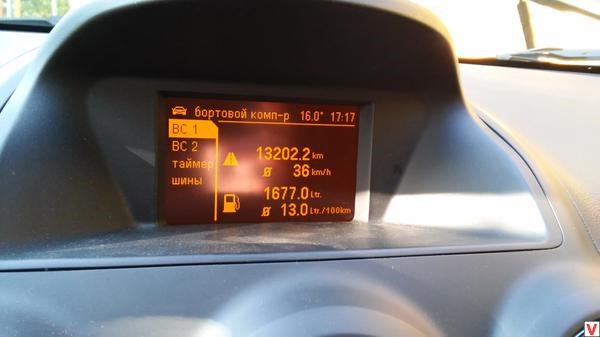 бортовой комп-р 16.0° 17:17
BC 1
BC 2
таймер
шины
13202.2 km
ø 36 km/h
1677.0 Ltr.
ø 13.0 Ltr./100km
V